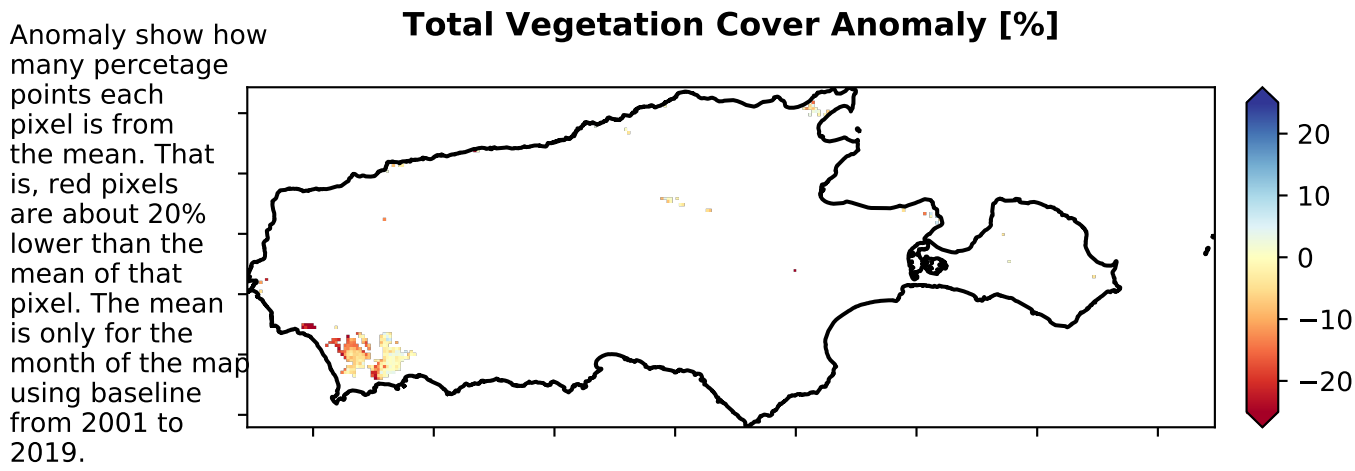 Total Vegetation Cover Anomaly [%]
Anomaly show how
many percetage
points each
pixel is from
the mean. That
is, red pixels
are about 20%
lower than the
mean of that
pixel. The mean
is only for the
month of the map
using baseline
from 2001 to
2019.
20
10
0
−10
−20